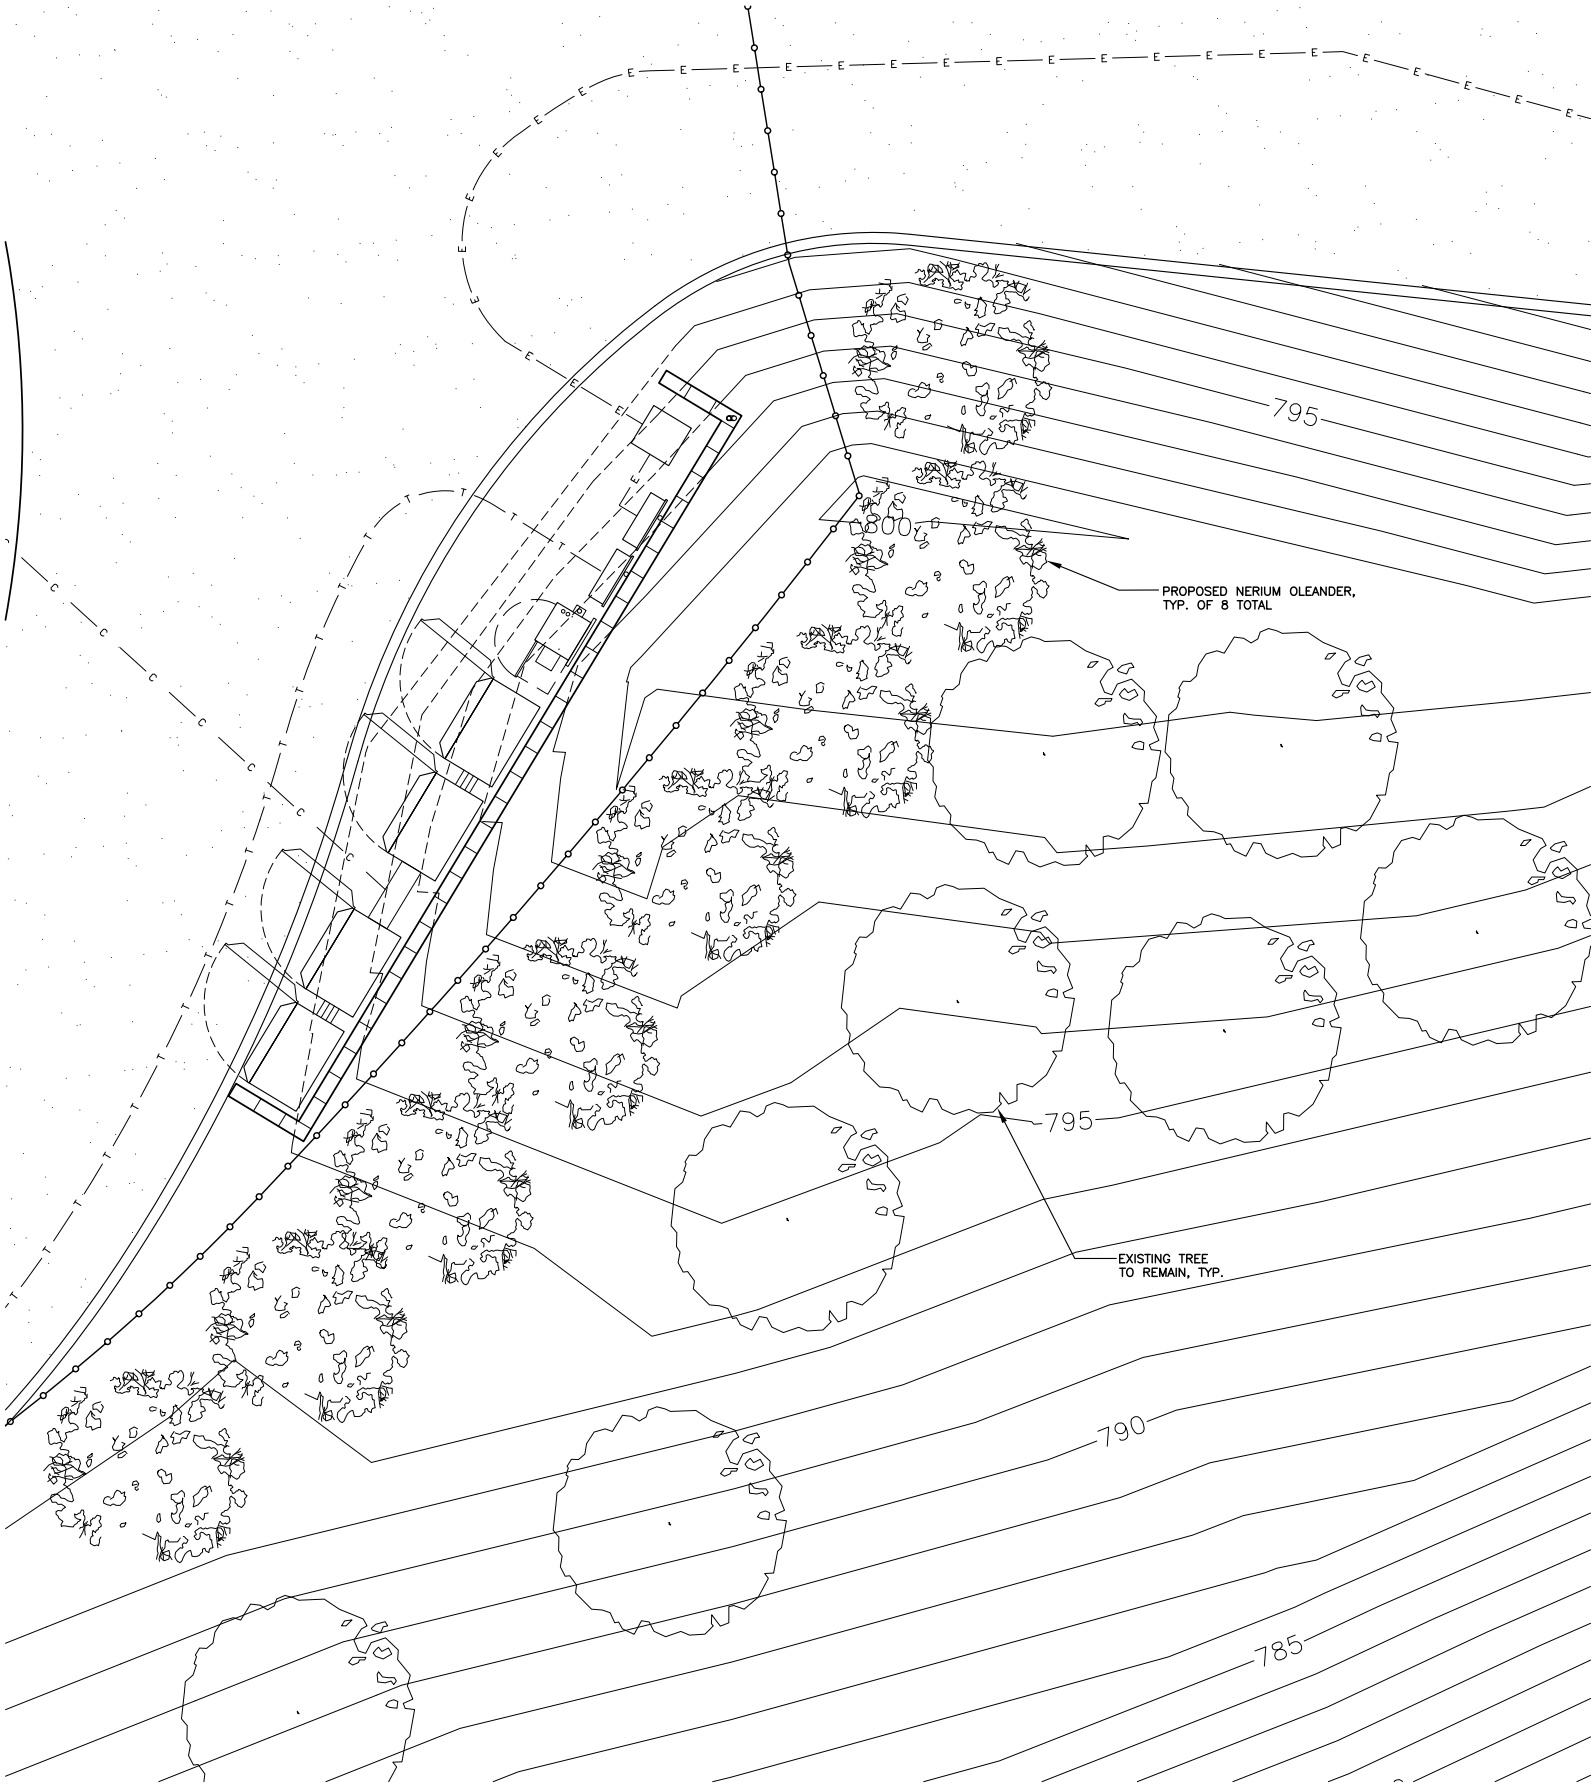 795
800
PROPOSED NERIUM OLEANDER,
TYP. OF 8 TOTAL
795
EXISTING TREE
TO REMAIN, TYP.
790
785
E E E E E E E E E E E E E E E E E E E E E E E E E E E E
T T T T T T T T T T T T T T T T
C C C C C C C